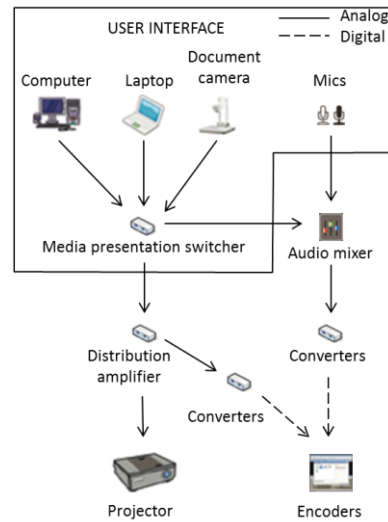 USER INTERFACE
Analog
Digital
Computer
Laptop
Document
camera
Mics
Media presentation switcher
Audio mixer
Distribution
amplifier
Converters
Converters
Projector
Encoders